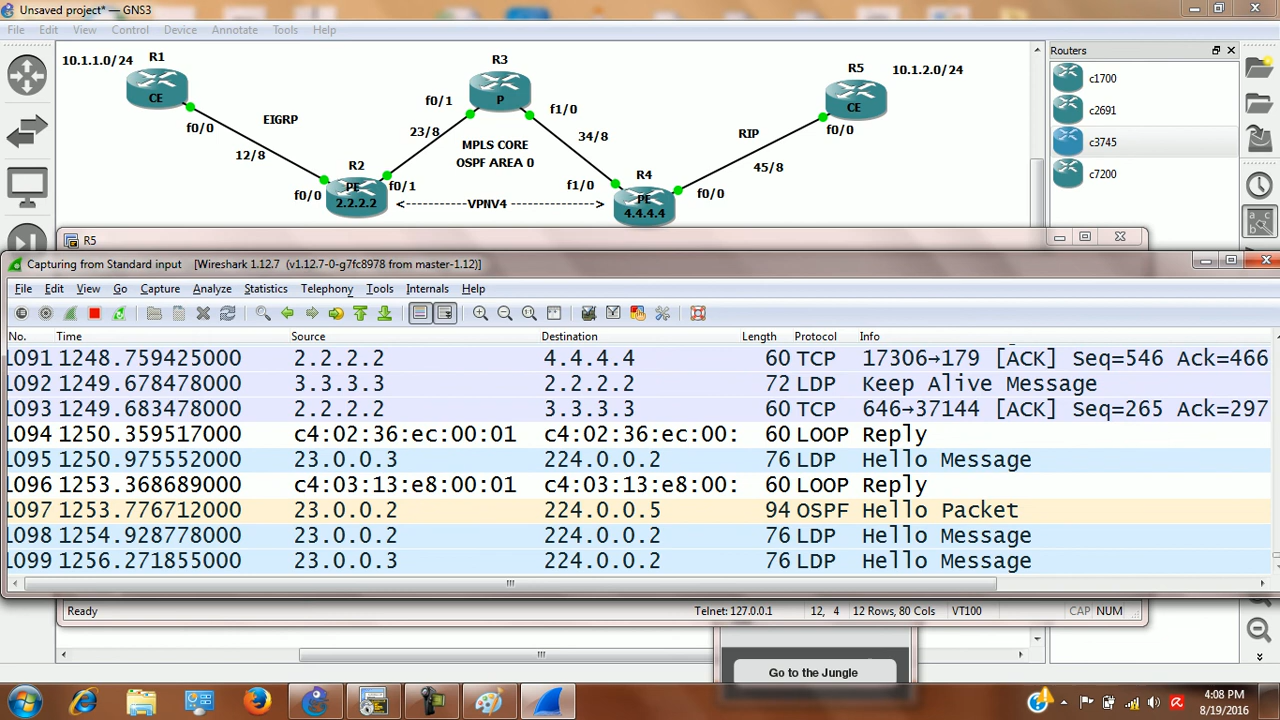 Unsaved project* — GNS3
File Edit View Control Device Annotate Tools Help
10.1.1.0/24
R1
CE
f0/0
EIGRP
12/8
R2
f0/0
PE
2.2.2.2
f0/1
23/8
f0/1
R3
P
f1/0
MPLS CORE
OSPF AREA 0
34/8
<-------VPNV4 ------------>
f1/0
R4
PE
4.4.4.4
f0/0
RIP
45/8
R5
CE
f0/0
10.1.2.0/24
Routers
c1700
c2691
c3745
c7200
R5
Capturing from Standard input [Wireshark 1.12.7 (v1.12.7-0-g7fc8978 from master-1.12)]
File Edit View Go Capture Analyze Statistics Telephony Tools Internals Help
No. Time Source Destination Length Protocol Info
1091 1248.759425000 2.2.2.2 4.4.4.4 60 TCP 17306→179 [ACK] Seq=546 Ack=466
1092 1249.678478000 3.3.3.3 2.2.2.2 72 LDP Keep Alive Message
1093 1249.683478000 2.2.2.2 3.3.3.3 60 TCP 646→37144 [ACK] Seq=265 Ack=297
1094 1250.359517000 c4:02:36:ec:00:01 c4:02:36:ec:00: 60 LOOP Reply
1095 1250.975552000 23.0.0.3 224.0.0.2 76 LDP Hello Message
1096 1253.368689000 c4:03:13:e8:00:01 c4:03:13:e8:00: 60 LOOP Reply
1097 1253.776712000 23.0.0.2 224.0.0.5 94 OSPF Hello Packet
1098 1254.928778000 23.0.0.2 224.0.0.2 76 LDP Hello Message
1099 1256.271855000 23.0.0.3 224.0.0.2 76 LDP Hello Message
Ready Telnet: 127.0.0.1 12, 4 12 Rows, 80 Cols VT100 CAP NUM
Go to the Jungle
4:08 PM
8/19/2016